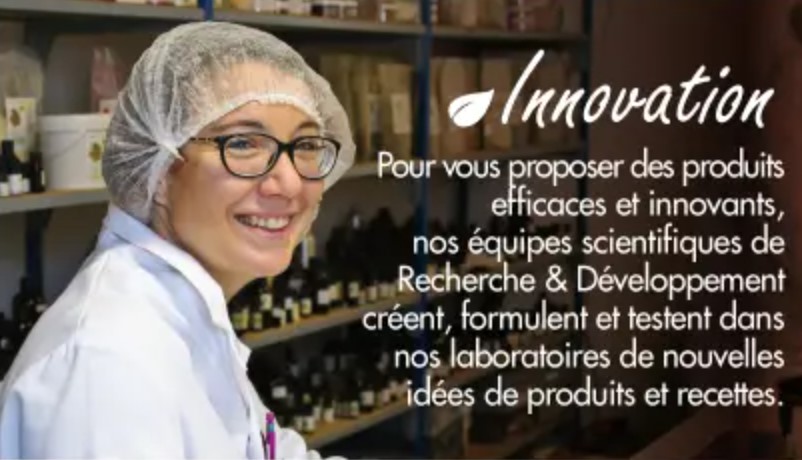 Innovation
Pour vous proposer des produits
efficaces et innovants,
nos équipes scientifiques de
Recherche & Développement
créent, formulent et testent dans
nos laboratoires de nouvelles
idées de produits et recettes.